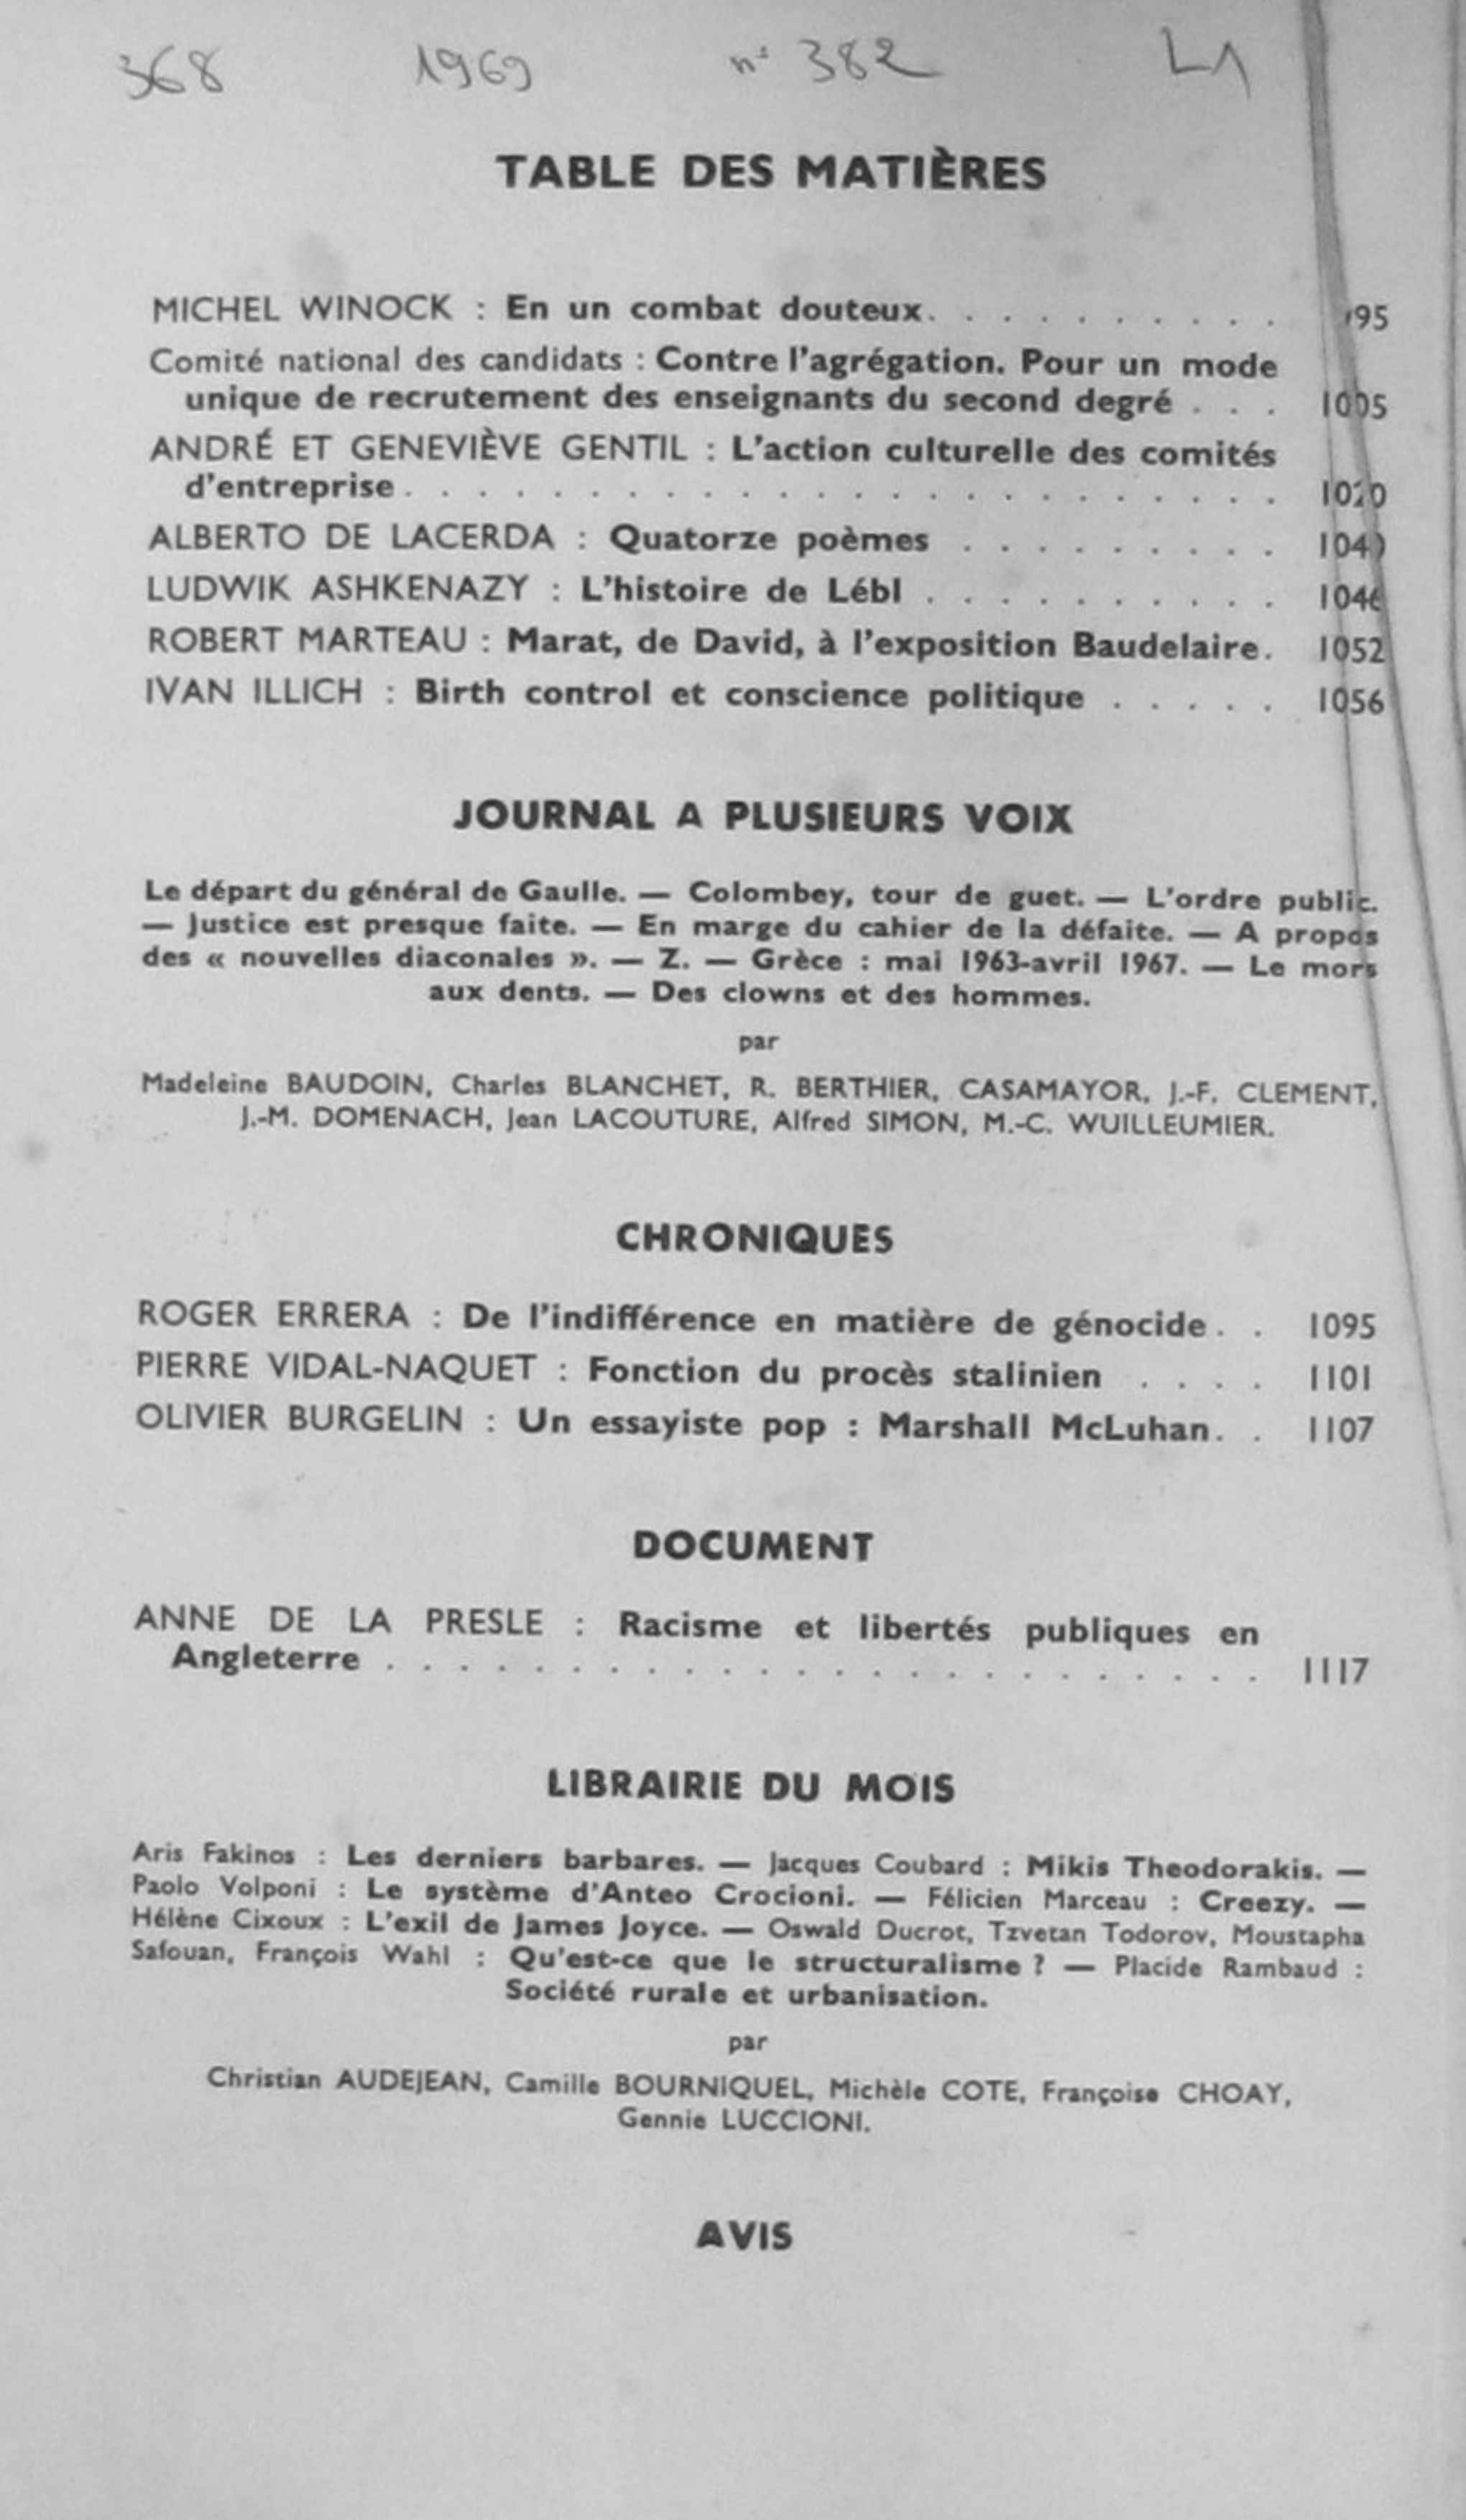 368 1969 n° 382 L1
TABLE DES MATIÈRES
MICHEL WINOCK : En un combat douteux. . . . . . . . . . . 995
Comité national des candidats : Contre l'agrégation. Pour un mode
unique de recrutement des enseignants du second degré . . . 1005
ANDRÉ ET GENEVIÈVE GENTIL : L'action culturelle des comités
d'entreprise. . . . . . . . . . . . . . . . . . . . . . . . 1020
ALBERTO DE LACERDA : Quatorze poèmes . . . . . . . . . 1040
LUDWIK ASHKENAZY : L'histoire de Lébl . . . . . . . . . . 1046
ROBERT MARTEAU : Marat, de David, à l'exposition Baudelaire. 1052
IVAN ILLICH : Birth control et conscience politique . . . . . 1056
JOURNAL A PLUSIEURS VOIX
Le départ du général de Gaulle. — Colombey, tour de guet. — L'ordre public.
— Justice est presque faite. — En marge du cahier de la défaite. — A propos
des « nouvelles diaconales ». — Z. — Grèce : mai 1963-avril 1967. — Le mors
aux dents. — Des clowns et des hommes.
par
Madeleine BAUDOIN, Charles BLANCHET, R. BERTHIER, CASAMAYOR, J.-F. CLEMENT,
J.-M. DOMENACH, Jean LACOUTURE, Alfred SIMON, M.-C. WUILLEUMIER.
CHRONIQUES
ROGER ERRERA : De l'indifférence en matière de génocide. . 1095
PIERRE VIDAL-NAQUET : Fonction du procès stalinien . . . . 1101
OLIVIER BURGELIN : Un essayiste pop : Marshall McLuhan. . 1107
DOCUMENT
ANNE DE LA PRESLE : Racisme et libertés publiques en
Angleterre . . . . . . . . . . . . . . . . . . . . . . . . 1117
LIBRAIRIE DU MOIS
Aris Fakinos : Les derniers barbares. — Jacques Coubard : Mikis Theodorakis. —
Paolo Volponi : Le système d'Anteo Crocioni. — Félicien Marceau : Creezy. —
Hélène Cixoux : L'exil de James Joyce. — Oswald Ducrot, Tzvetan Todorov, Moustapha
Safouan, François Wahl : Qu'est-ce que le structuralisme ? — Placide Rambaud :
Société rurale et urbanisation.
par
Christian AUDEJEAN, Camille BOURNIQUEL, Michèle COTE, Françoise CHOAY,
Gennie LUCCIONI.
AVIS